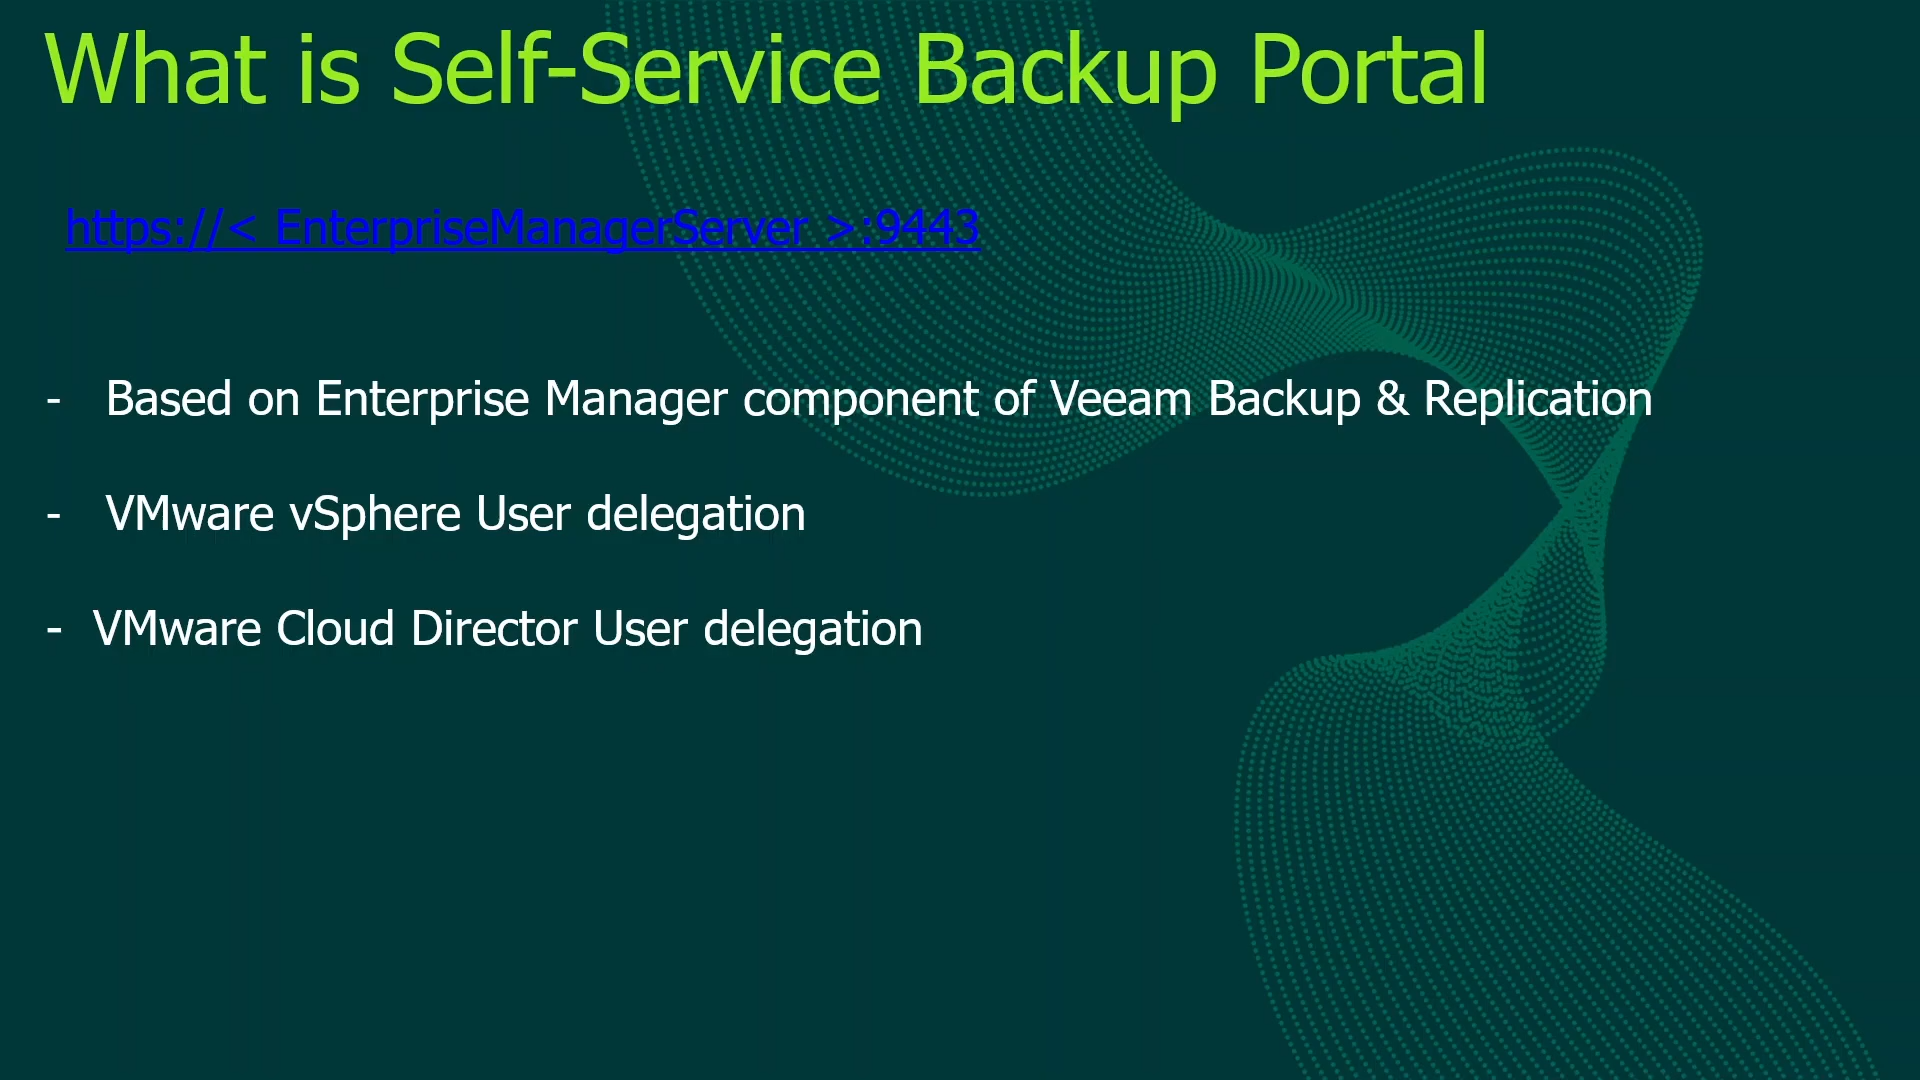 What is Self-Service Backup Portal
https://< EnterpriseManagerServer >:9443
- Based on Enterprise Manager component of Veeam Backup & Replication
- VMware vSphere User delegation
- VMware Cloud Director User delegation